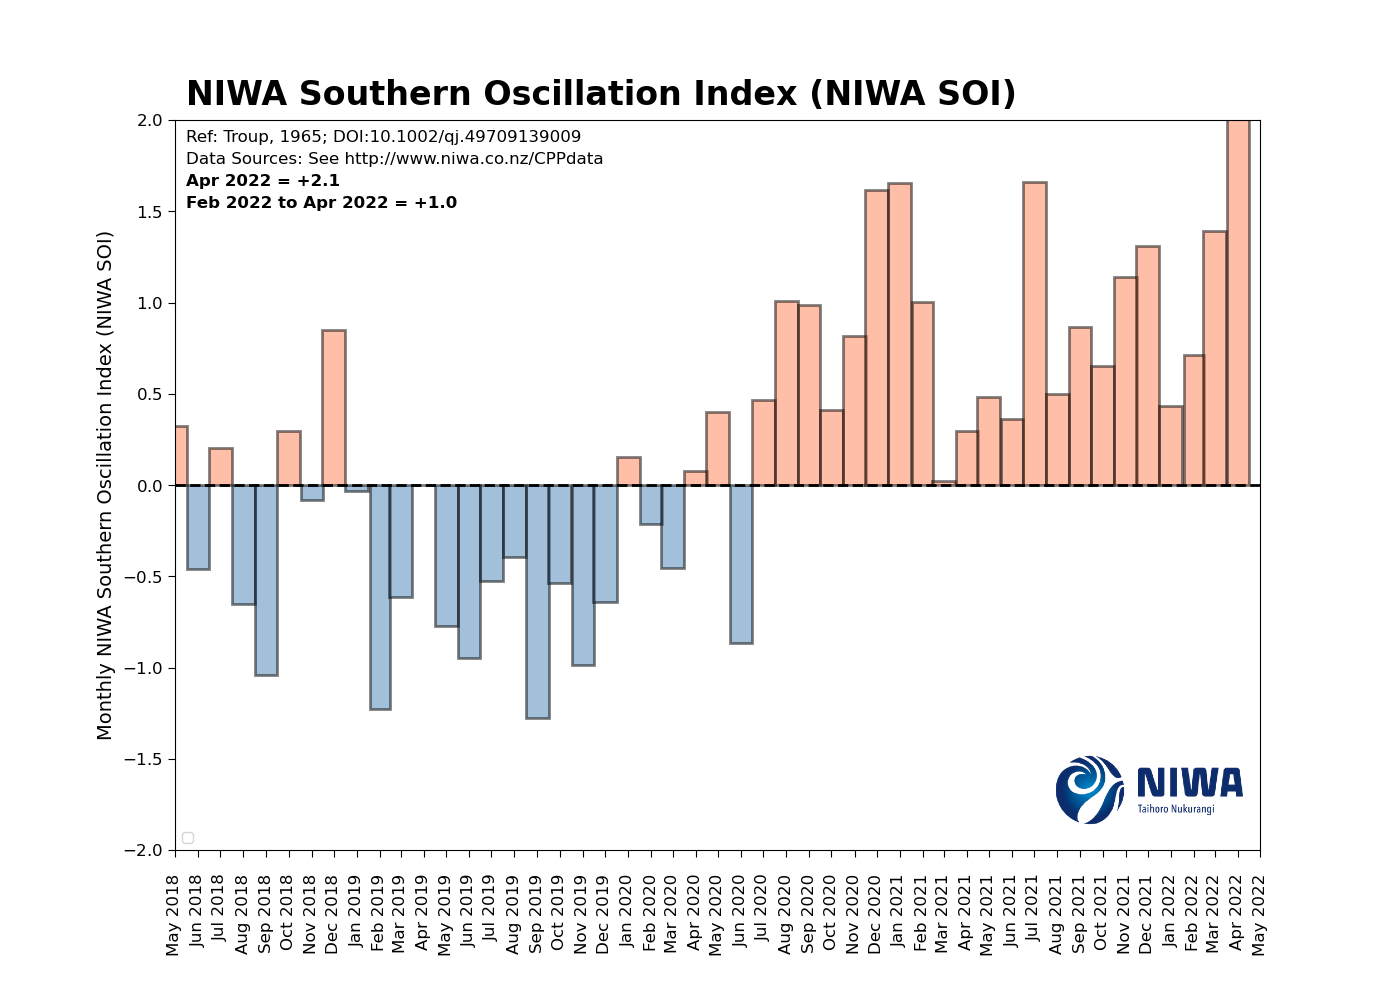 NIWA Southern Oscillation Index (NIWA SOI)
Ref: Troup, 1965; DOI:10.1002/qj.49709139009
Data Sources: See http://www.niwa.co.nz/CPPdata
Apr 2022 = +2.1
Feb 2022 to Apr 2022 = +1.0
Monthly NIWA Southern Oscillation Index (NIWA SOI)
2.0
1.5
1.0
0.5
0.0
−0.5
−1.0
−1.5
−2.0
NIWA
Taihoro Nukurangi
May 2018
Jun 2018
Jul 2018
Aug 2018
Sep 2018
Oct 2018
Nov 2018
Dec 2018
Jan 2019
Feb 2019
Mar 2019
Apr 2019
May 2019
Jun 2019
Jul 2019
Aug 2019
Sep 2019
Oct 2019
Nov 2019
Dec 2019
Jan 2020
Feb 2020
Mar 2020
Apr 2020
May 2020
Jun 2020
Jul 2020
Aug 2020
Sep 2020
Oct 2020
Nov 2020
Dec 2020
Jan 2021
Feb 2021
Mar 2021
Apr 2021
May 2021
Jun 2021
Jul 2021
Aug 2021
Sep 2021
Oct 2021
Nov 2021
Dec 2021
Jan 2022
Feb 2022
Mar 2022
Apr 2022
May 2022